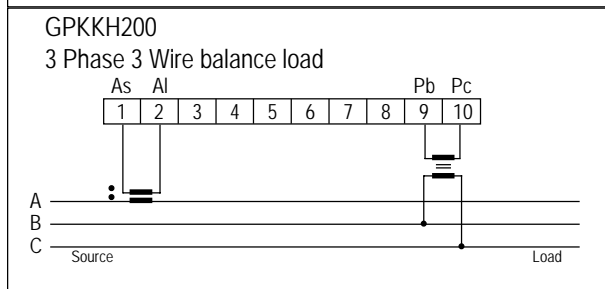 GPKKH200
3 Phase 3 Wire balance load
As Al Pb Pc
1 2 3 4 5 6 7 8 9 10
A
B
C
Source Load